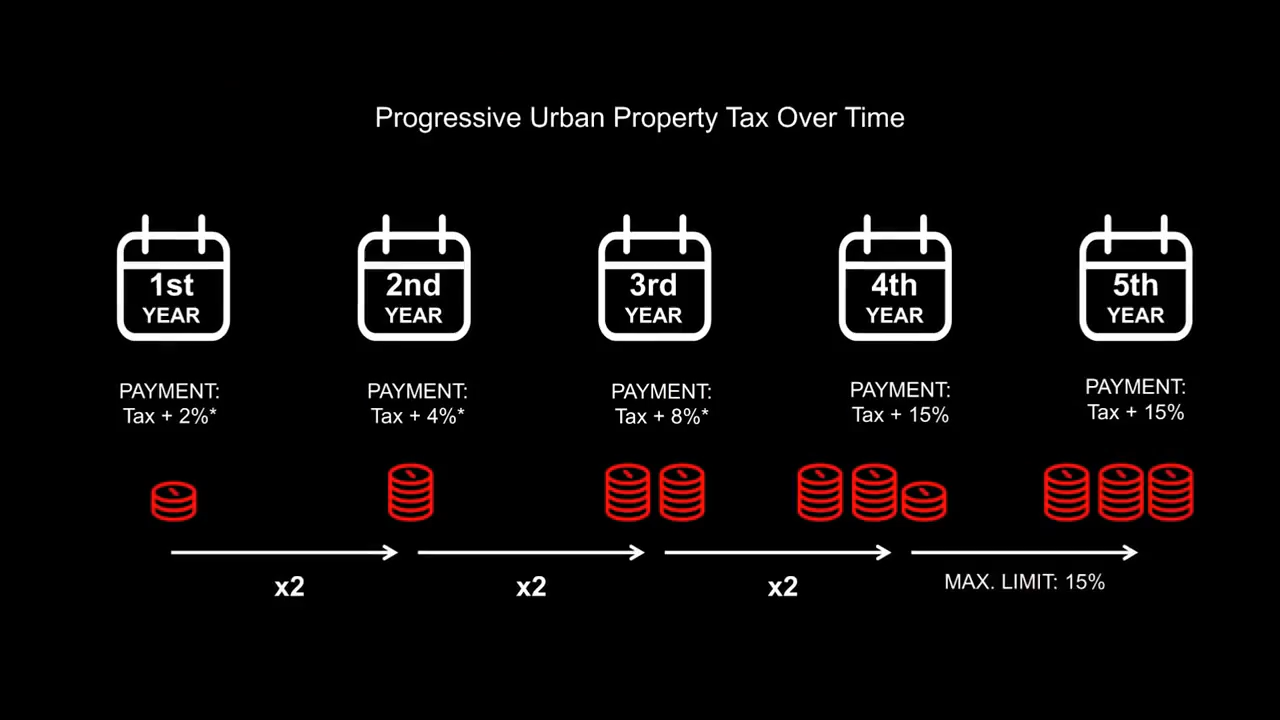 Progressive Urban Property Tax Over Time
1st
YEAR
2nd
YEAR
3rd
YEAR
4th
YEAR
5th
YEAR
PAYMENT:
Tax + 2%*
PAYMENT:
Tax + 4%*
PAYMENT:
Tax + 8%*
PAYMENT:
Tax + 15%
PAYMENT:
Tax + 15%
x2
x2
x2
MAX. LIMIT: 15%